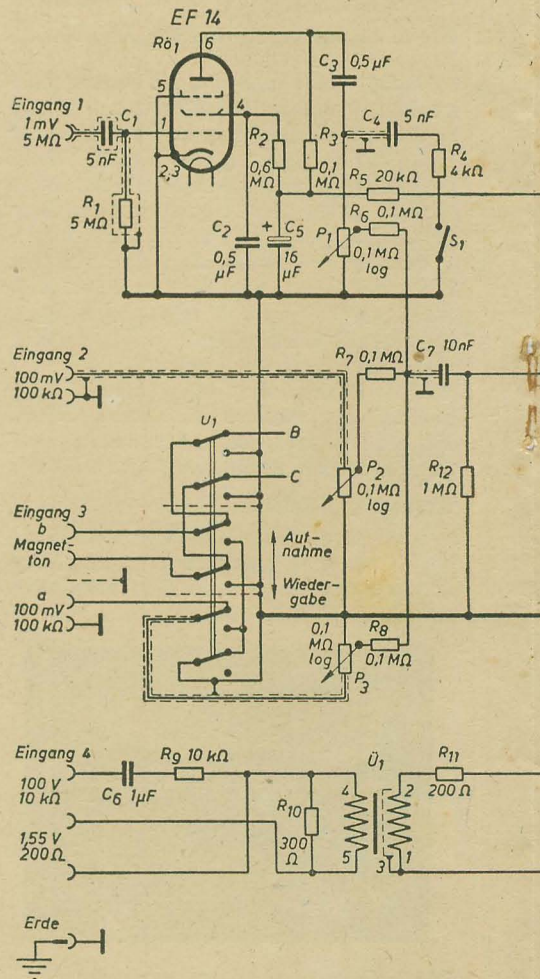 EF 14
Rö1
6
5
4
1
2,3
C3
0,5 µF
Eingang 1
1 mV
5 MΩ
C1
5 nF
R1
5 MΩ
R2
0,6
MΩ
R3
0,1
MΩ
C4
5 nF
R4
4 kΩ
R5 20 kΩ
R6 0,1 MΩ
P1
0,1 MΩ
log
S1
C2
0,5
µF
+
C5
16
µF
Eingang 2
100 mV
100 kΩ
R7 0,1 MΩ
C7 10 nF
U1
B
C
P2
0,1 MΩ
log
R12
1 MΩ
Eingang 3
b
Magnet-
ton
a
100 mV
100 kΩ
Auf-
nahme
Wieder-
gabe
0,1
MΩ
log
R8
0,1 MΩ
P3
Eingang 4
100 V
10 kΩ
C6 1µF
R9 10 kΩ
1,55 V
200 Ω
R10
300
Ω
Ü1
4
5
2
3
1
R11
200 Ω
Erde